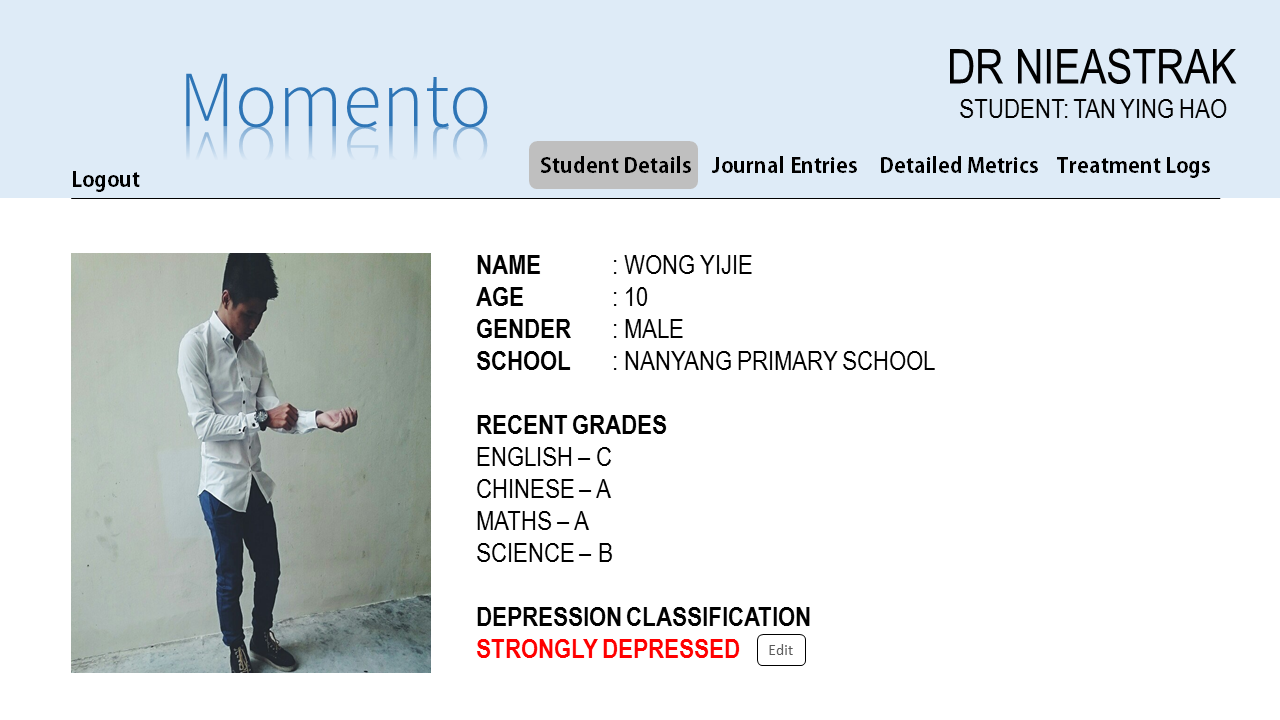 Momento
DR NIEASTRAK
STUDENT: TAN YING HAO
Logout
Student Details Journal Entries Detailed Metrics Treatment Logs
NAME : WONG YIJIE
AGE : 10
GENDER : MALE
SCHOOL : NANYANG PRIMARY SCHOOL
RECENT GRADES
ENGLISH – C
CHINESE – A
MATHS – A
SCIENCE – B
DEPRESSION CLASSIFICATION
STRONGLY DEPRESSED Edit